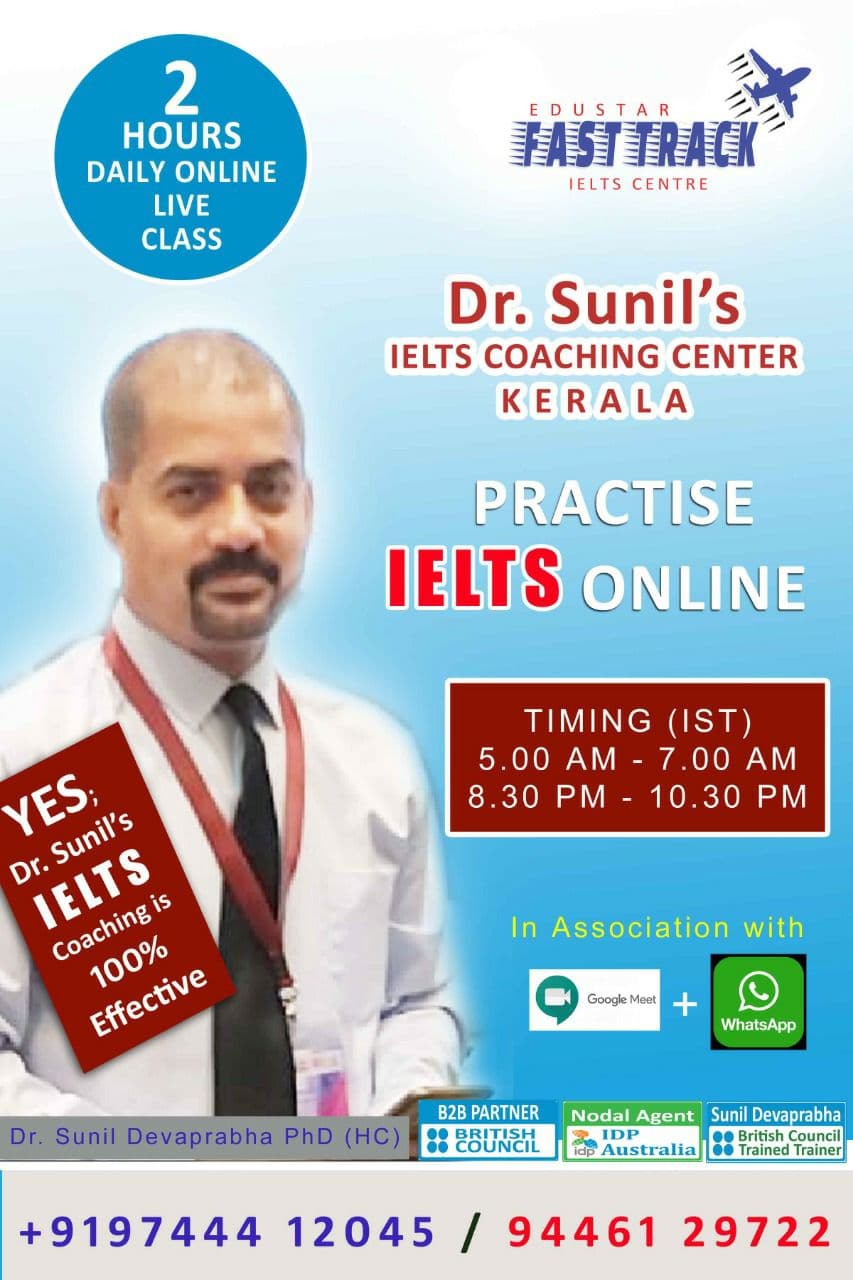 2
HOURS
DAILY ONLINE
LIVE
CLASS
EDUSTAR
FAST TRACK
IELTS CENTRE
Dr. Sunil's
IELTS COACHING CENTER
KERALA
PRACTISE
IELTS ONLINE
TIMING (IST)
5.00 AM - 7.00 AM
8.30 PM - 10.30 PM
YES;
Dr. Sunil's
IELTS
Coaching is
100%
Effective
In Association with
Google Meet + WhatsApp
Dr. Sunil Devaprabha PhD (HC)
B2B PARTNER
BRITISH
COUNCIL
Nodal Agent
idp IDP
Australia
Sunil Devaprabha
British Council
Trained Trainer
+9197444 12045 / 94461 29722